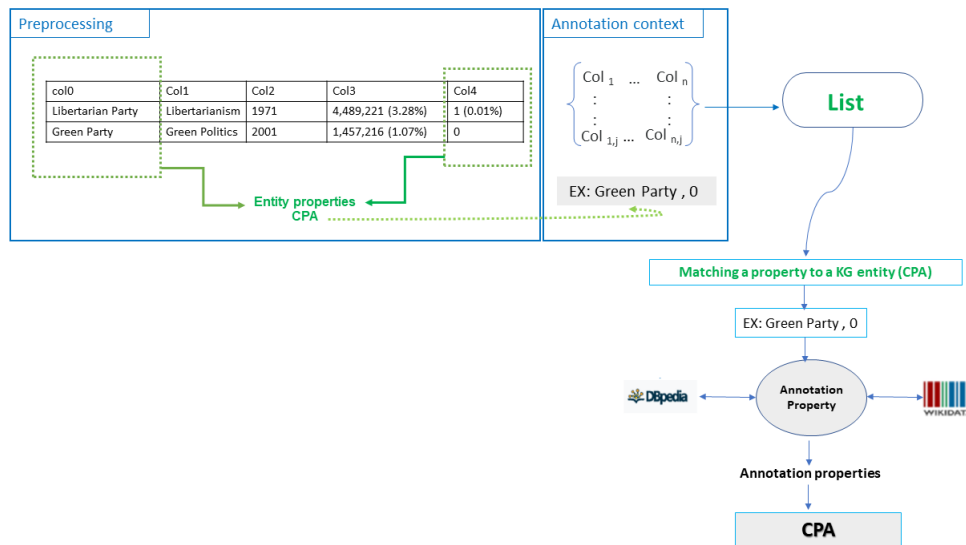 Preprocessing
Annotation context
col0 Col1 Col2 Col3 Col4
Libertarian Party Libertarianism 1971 4,489,221 (3.28%) 1 (0.01%)
Green Party Green Politics 2001 1,457,216 (1.07%) 0
Entity properties
CPA
Col 1 ... Col n
: :
Col 1,j ... Col n,j
EX: Green Party , 0
List
Matching a property to a KG entity (CPA)
EX: Green Party , 0
DBpedia
Annotation
Property
WIKIDAT
Annotation properties
CPA